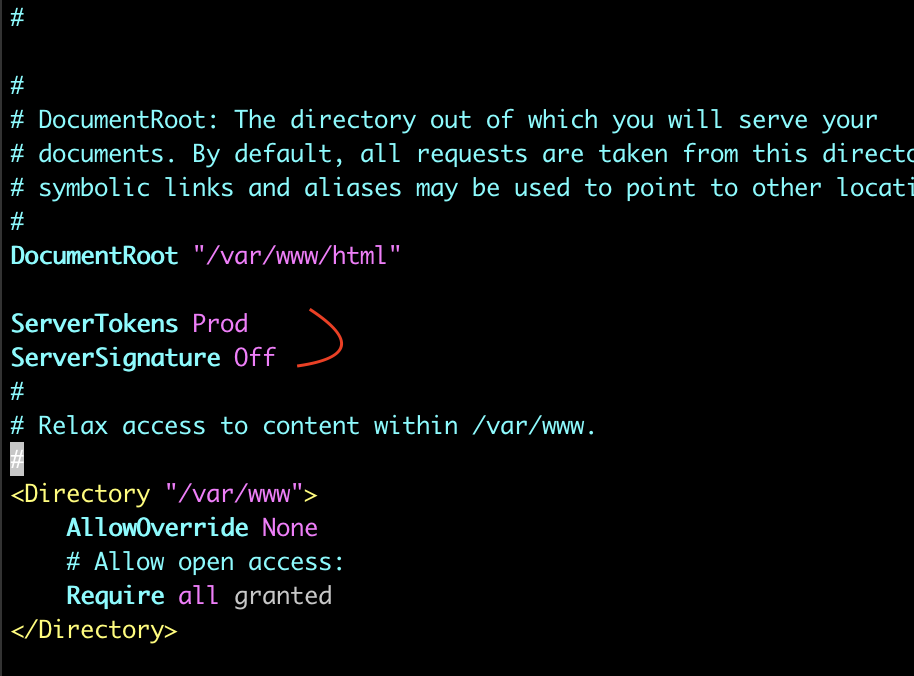 #
#
# DocumentRoot: The directory out of which you will serve your
# documents. By default, all requests are taken from this directo
# symbolic links and aliases may be used to point to other locati
#
DocumentRoot "/var/www/html"
ServerTokens Prod
ServerSignature Off
#
# Relax access to content within /var/www.
#
<Directory "/var/www">
    AllowOverride None
    # Allow open access:
    Require all granted
</Directory>